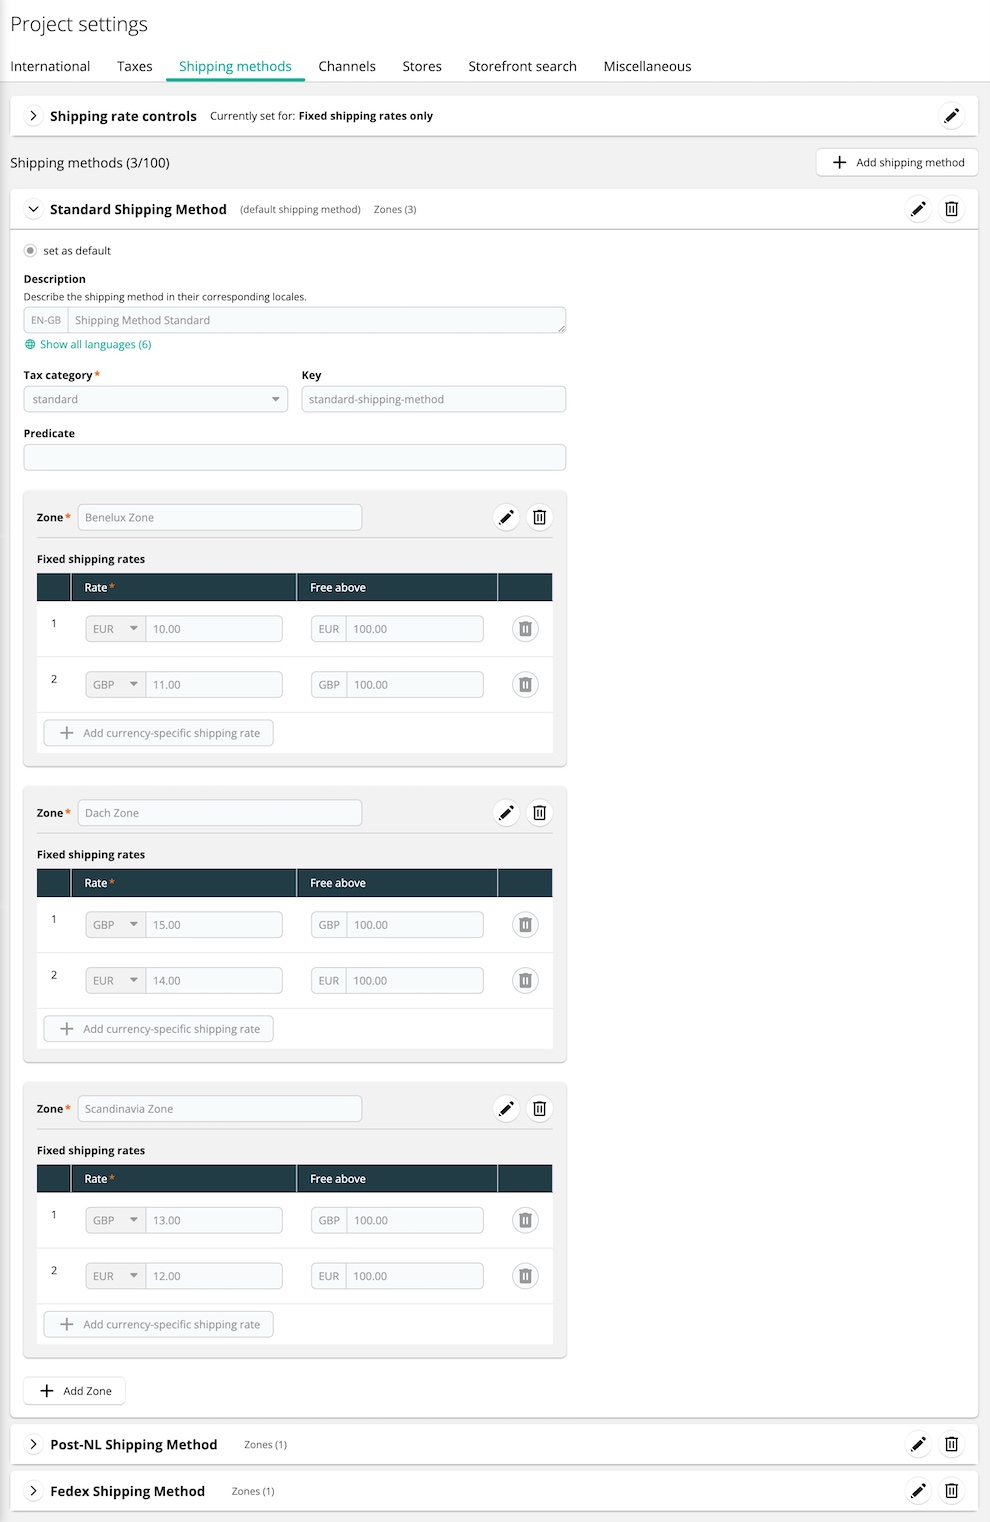 Project settings
International Taxes Shipping methods Channels Stores Storefront search Miscellaneous
Shipping rate controls Currently set for: Fixed shipping rates only
Shipping methods (3/100) Add shipping method
Standard Shipping Method (default shipping method) Zones (3)
set as default
Description
Describe the shipping method in their corresponding locales.
EN-GB Shipping Method Standard
Show all languages (6)
Tax category* Key
standard standard-shipping-method
Predicate
Zone* Benelux Zone
Fixed shipping rates
Rate* Free above
1 EUR 10.00 EUR 100.00
2 GBP 11.00 GBP 100.00
Add currency-specific shipping rate
Zone* Dach Zone
Fixed shipping rates
Rate* Free above
1 GBP 15.00 GBP 100.00
2 EUR 14.00 EUR 100.00
Add currency-specific shipping rate
Zone* Scandinavia Zone
Fixed shipping rates
Rate* Free above
1 GBP 13.00 GBP 100.00
2 EUR 12.00 EUR 100.00
Add currency-specific shipping rate
Add Zone
Post-NL Shipping Method Zones (1)
Fedex Shipping Method Zones (1)